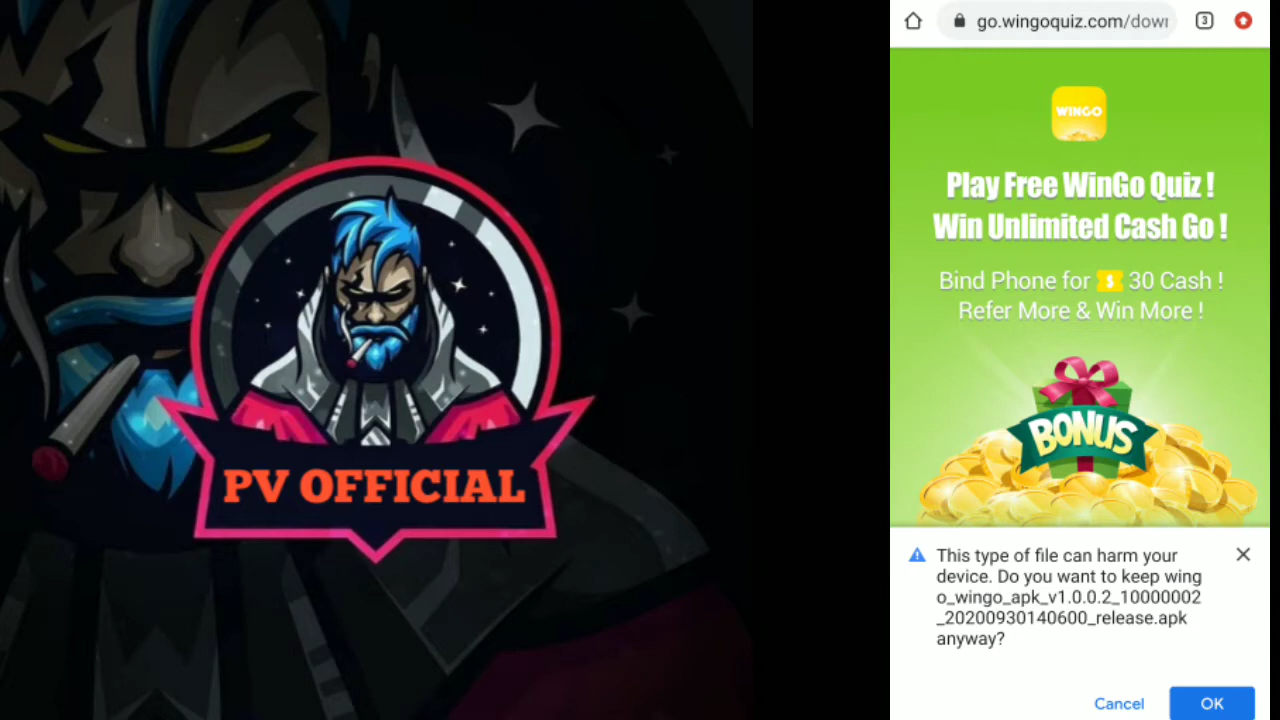 PV OFFICIAL
go.wingoquiz.com/dowr
3
WINGO
Play Free WinGo Quiz !
Win Unlimited Cash Go !
Bind Phone for $ 30 Cash !
Refer More & Win More !
BONUS
This type of file can harm your
device. Do you want to keep wing
o_wingo_apk_v1.0.0.2_10000002
_20200930140600_release.apk
anyway?
Cancel
OK